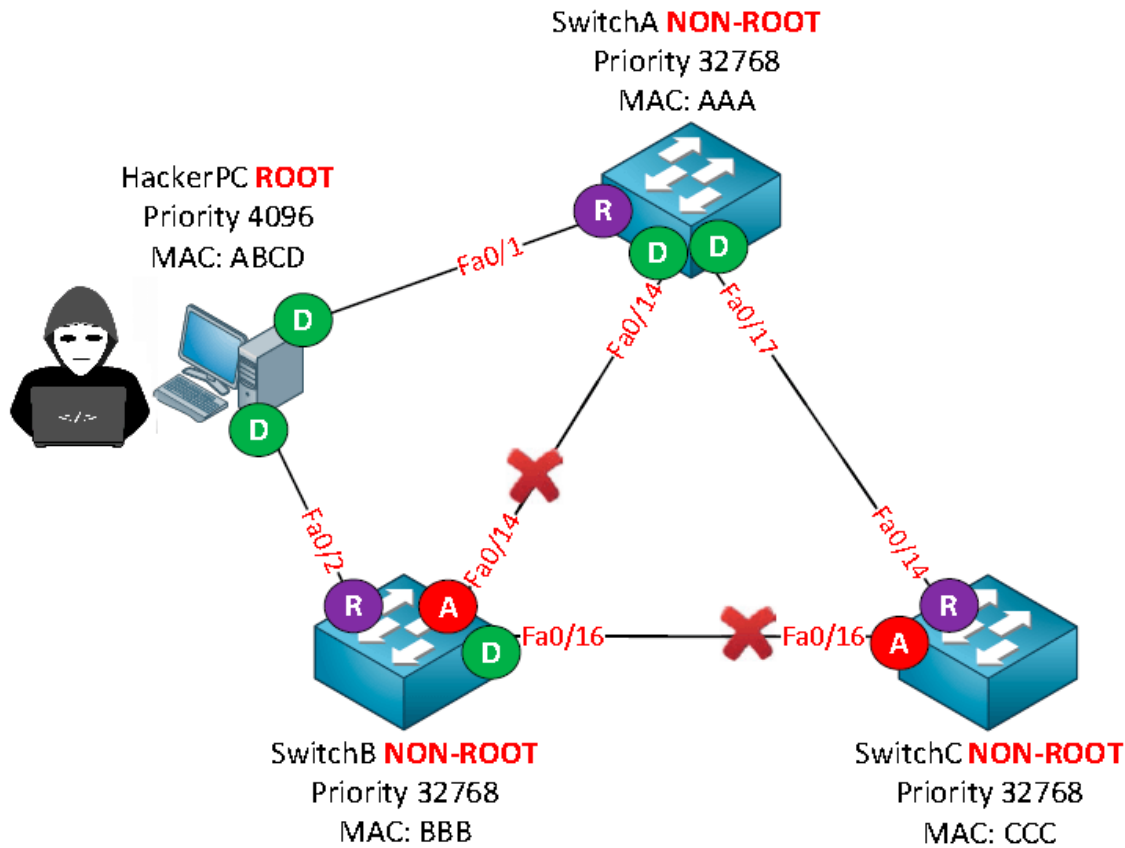 SwitchA NON-ROOT
Priority 32768
MAC: AAA
HackerPC ROOT
Priority 4096
MAC: ABCD
R
D
D
Fa0/1
Fa0/14
Fa0/17
D
</>
D
Fa0/2
Fa0/14
Fa0/14
R
A
D
Fa0/16
Fa0/16
A
R
SwitchB NON-ROOT
Priority 32768
MAC: BBB
SwitchC NON-ROOT
Priority 32768
MAC: CCC